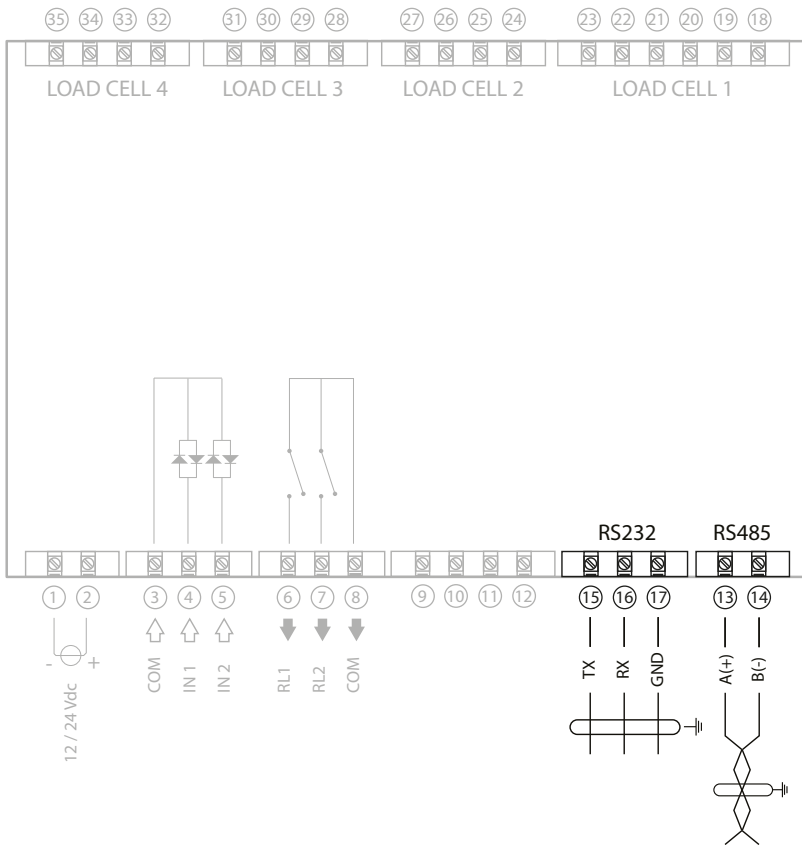 35 34 33 32 31 30 29 28 27 26 25 24 23 22 21 20 19 18
LOAD CELL 4 LOAD CELL 3 LOAD CELL 2 LOAD CELL 1
RS232 RS485
1 2 3 4 5 6 7 8 9 10 11 12 15 16 17 13 14
- +
12 / 24 Vdc
COM
IN 1
IN 2
RL1
RL2
COM
TX
RX
GND
A(+)
B(-)